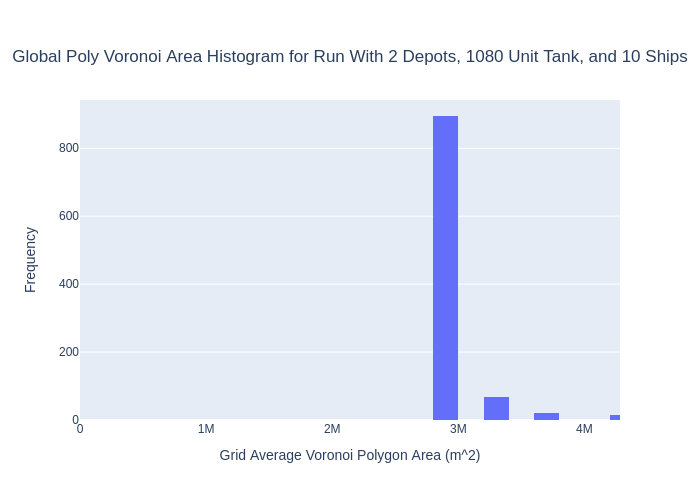 Global Poly Voronoi Area Histogram for Run With 2 Depots, 1080 Unit Tank, and 10 Ships
800
600
400
200
0
Frequency
0 1M 2M 3M 4M
Grid Average Voronoi Polygon Area (m^2)